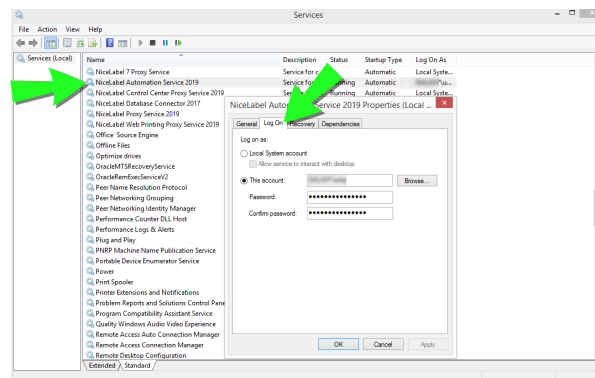 Services
File Action View Help
Services (Local)
Name Description Status Startup Type Log On As
NiceLabel 7 Proxy Service Service for c Automatic Local Syste...
NiceLabel Automation Service 2019 Service for Running Automatic \u...
NiceLabel Control Center Proxy Service 2019 Service Running Automatic Local Syste...
NiceLabel Database Connector 2017
NiceLabel Proxy Service 2019
NiceLabel Web Printing Proxy Service 2019
Office Source Engine
Offline Files
Optimize drives
OracleMTSRecoveryService
OracleRemExecServiceV2
Peer Name Resolution Protocol
Peer Networking Grouping
Peer Networking Identity Manager
Performance Counter DLL Host
Performance Logs & Alerts
Plug and Play
PNRP Machine Name Publication Service
Portable Device Enumerator Service
Power
Print Spooler
Printer Extensions and Notifications
Problem Reports and Solutions Control Pane
Program Compatibility Assistant Service
Quality Windows Audio Video Experience
Remote Access Auto Connection Manager
Remote Access Connection Manager
Remote Desktop Configuration
Extended Standard
NiceLabel Auto Service 2019 Properties (Local ...
General Log On Recovery Dependencies
Log on as:
Local System account
Allow service to interact with desktop
This account: Browse...
Password:
Confirm password:
OK Cancel Apply